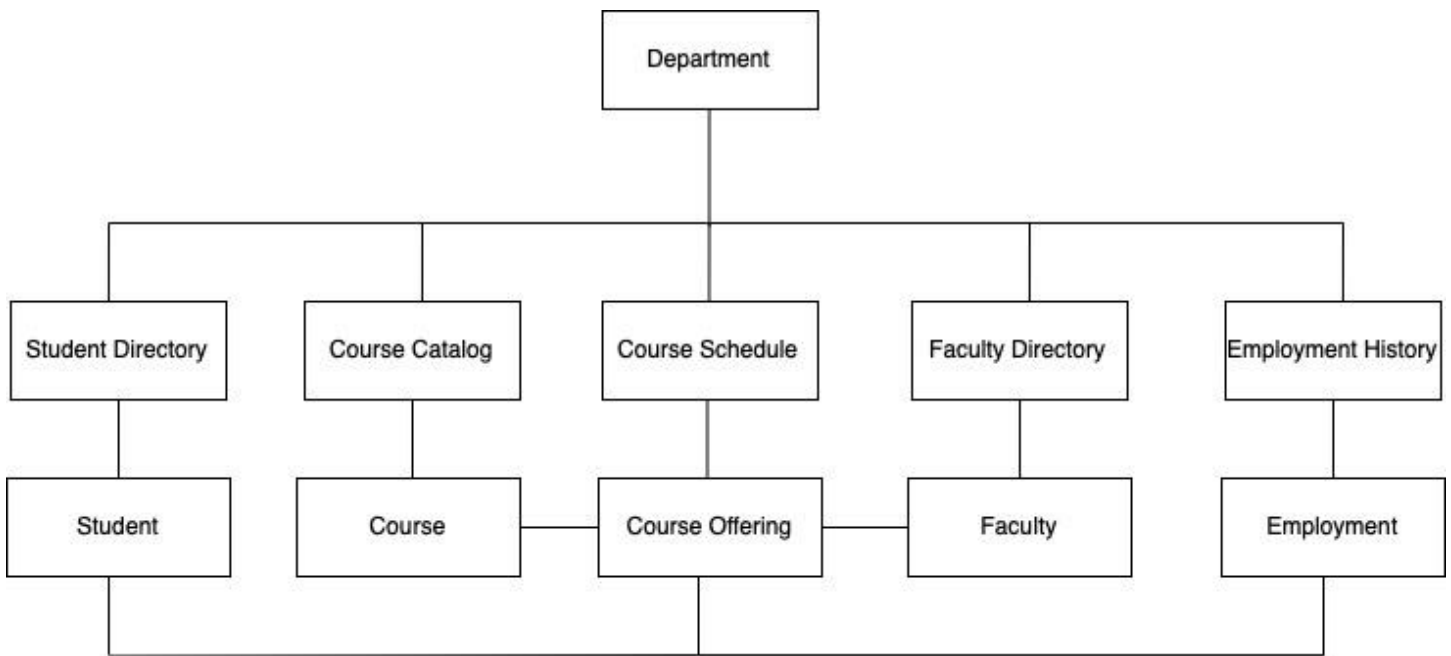 Department
Student Directory
Course Catalog
Course Schedule
Faculty Directory
Employment History
Student
Course
Course Offering
Faculty
Employment